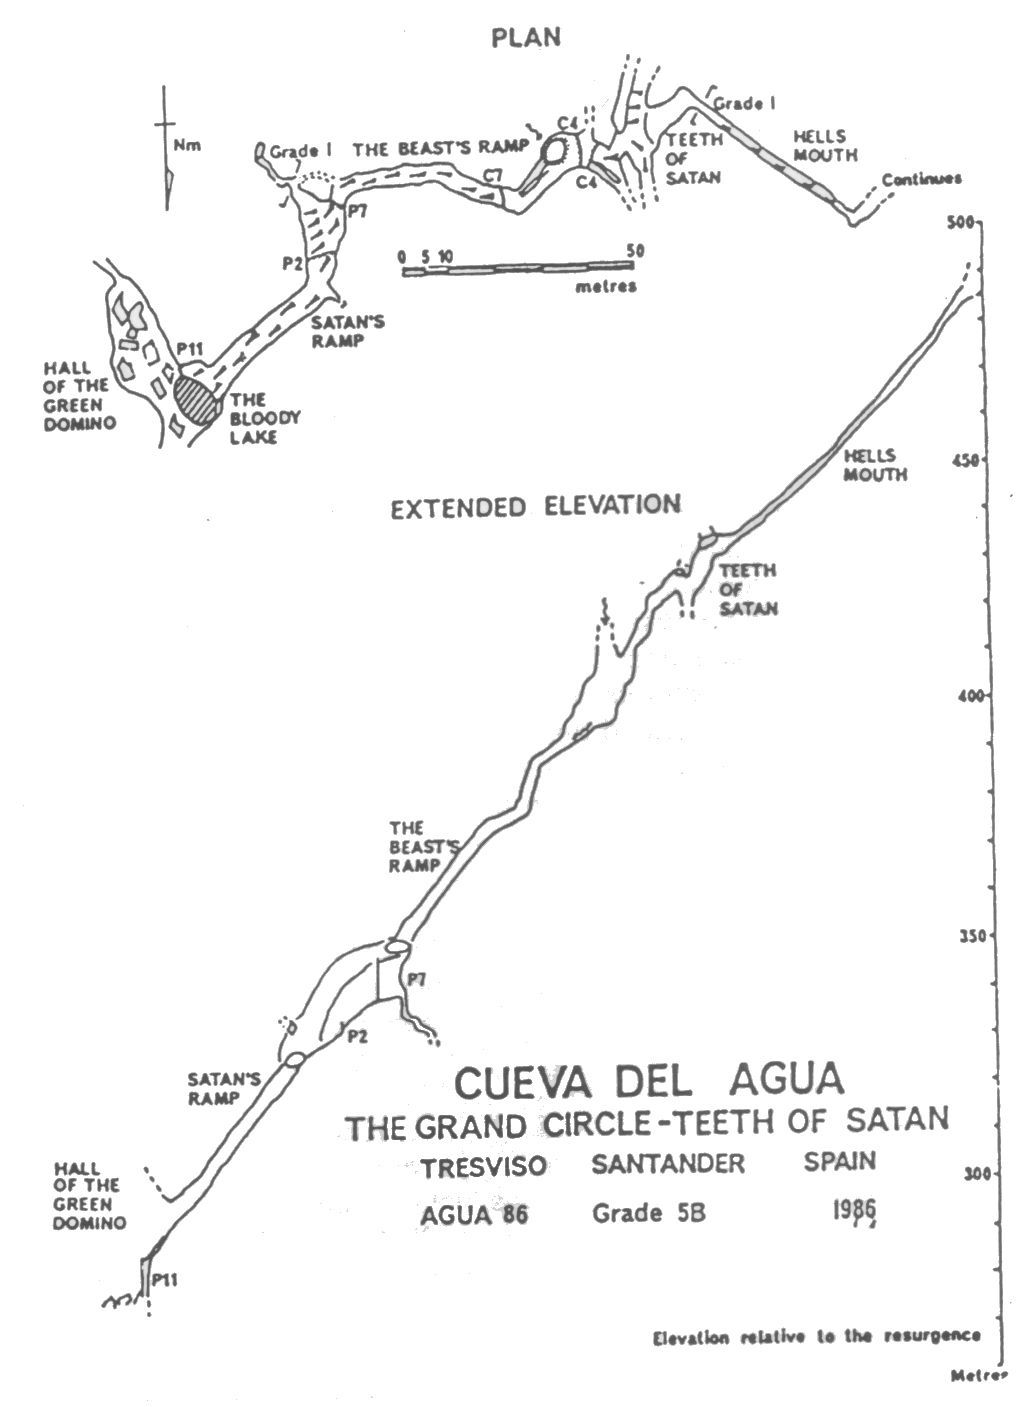 PLAN
Nm
Grade 1
THE BEAST'S RAMP
C4
C7
C4
P7
P2
TEETH
OF
SATAN
Grade 1
HELLS
MOUTH
Continues
0 5 10 50
metres
SATAN'S
RAMP
P11
HALL
OF THE
GREEN
DOMINO
THE
BLOODY
LAKE
500
450
400
350
300
EXTENDED ELEVATION
HELLS
MOUTH
TEETH
OF
SATAN
THE
BEAST'S
RAMP
P7
P2
SATAN'S
RAMP
HALL
OF THE
GREEN
DOMINO
P11
CUEVA DEL AGUA
THE GRAND CIRCLE-TEETH OF SATAN
TRESVISO SANTANDER SPAIN
AGUA 86 Grade 5B 1986
Elevation relative to the resurgence
Metres